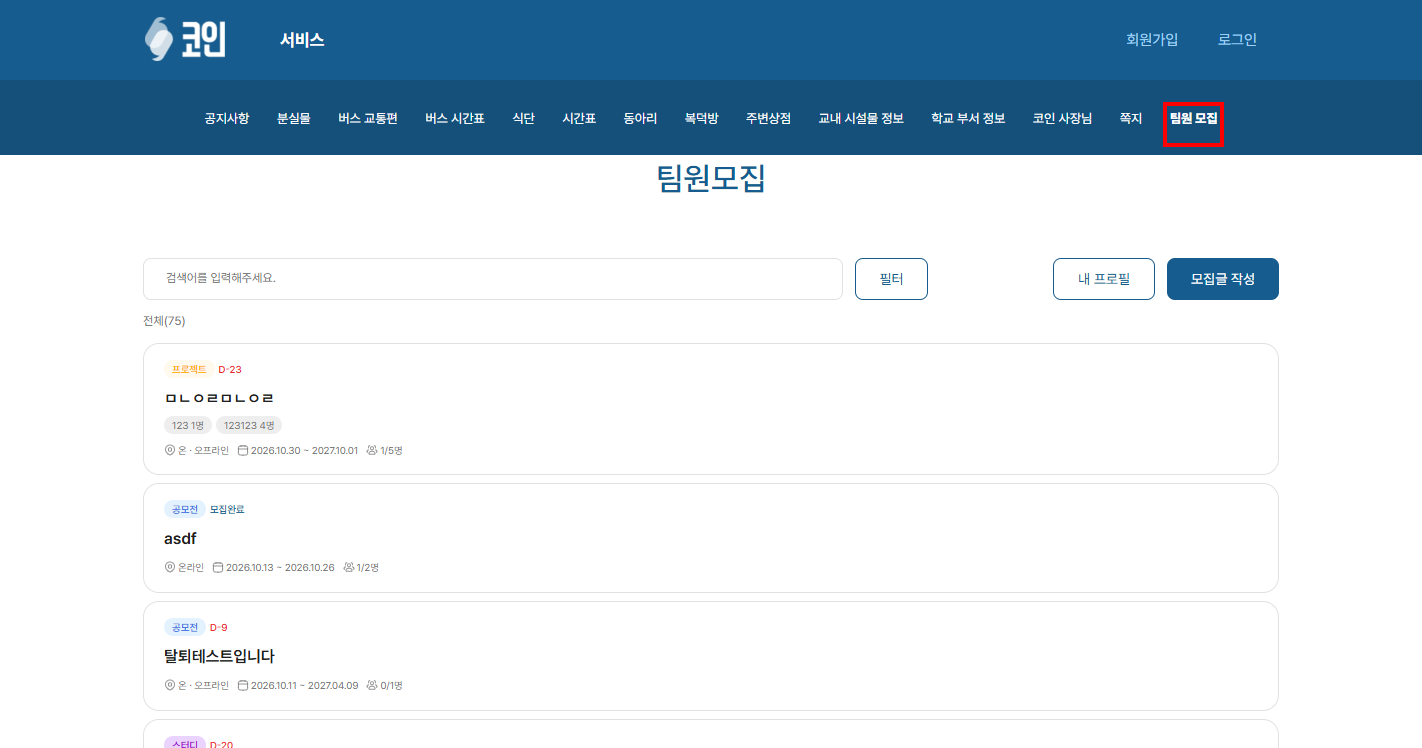 코인 서비스 회원가입 로그인
공지사항 분실물 버스 교통편 버스 시간표 식단 시간표 동아리 복덕방 주변상점 교내 시설물 정보 학교 부서 정보 코인 사장님 쪽지 팀원 모집
팀원모집
검색어를 입력해주세요. 필터 내 프로필 모집글 작성
전체(75)
프로젝트 D-23
ㅁㄴㅇㄹㅁㄴㅇㄹ
123 1명 123123 4명
온 · 오프라인 2026.10.30 ~ 2027.10.01 1/5명
공모전 모집완료
asdf
온라인 2026.10.13 ~ 2026.10.26 1/2명
공모전 D-9
탈퇴테스트입니다
온 · 오프라인 2026.10.11 ~ 2027.04.09 0/1명
스터디 D-20